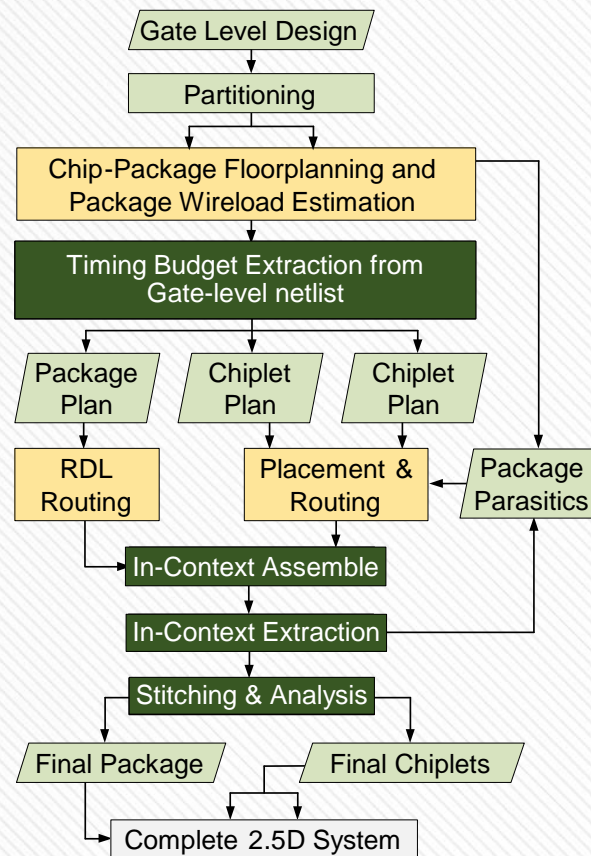 Gate Level Design
Partitioning
Chip-Package Floorplanning and
Package Wireload Estimation
Timing Budget Extraction from
Gate-level netlist
Package
Plan
Chiplet
Plan
Chiplet
Plan
RDL
Routing
Placement &
Routing
Package
Parasitics
In-Context Assemble
In-Context Extraction
Stitching & Analysis
Final Package
Final Chiplets
Complete 2.5D System